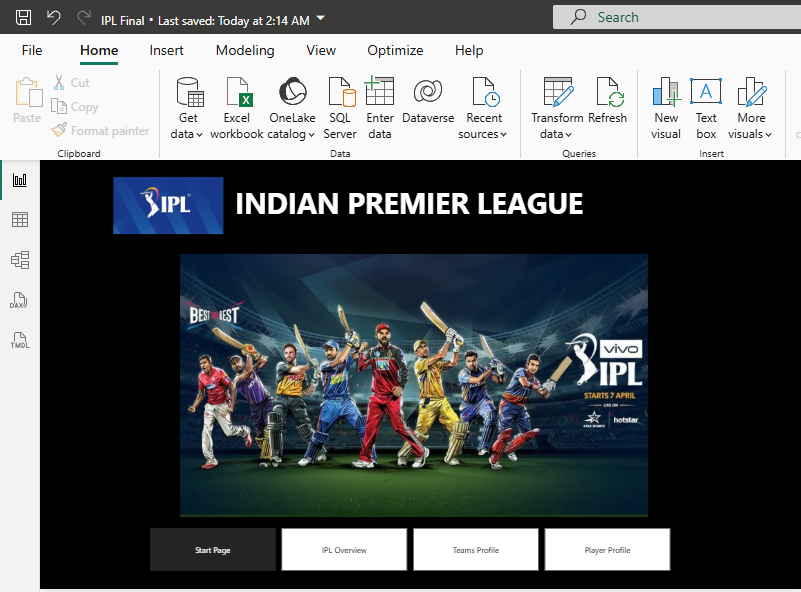 IPL Final • Last saved: Today at 2:14 AM
Search
File Home Insert Modeling View Optimize Help
Paste
Cut
Copy
Format painter
Clipboard
Get data
Excel workbook
OneLake catalog
SQL Server
Enter data
Dataverse
Recent sources
Data
Transform data
Refresh
Queries
New visual
Text box
More visuals
Insert
DAX
TMDL
IPL
INDIAN PREMIER LEAGUE
BEST VS BEST
vivo
IPL
STARTS 7 APRIL
LIVE ON
STAR SPORTS
hotstar
Start Page
IPL Overview
Teams Profile
Player Profile